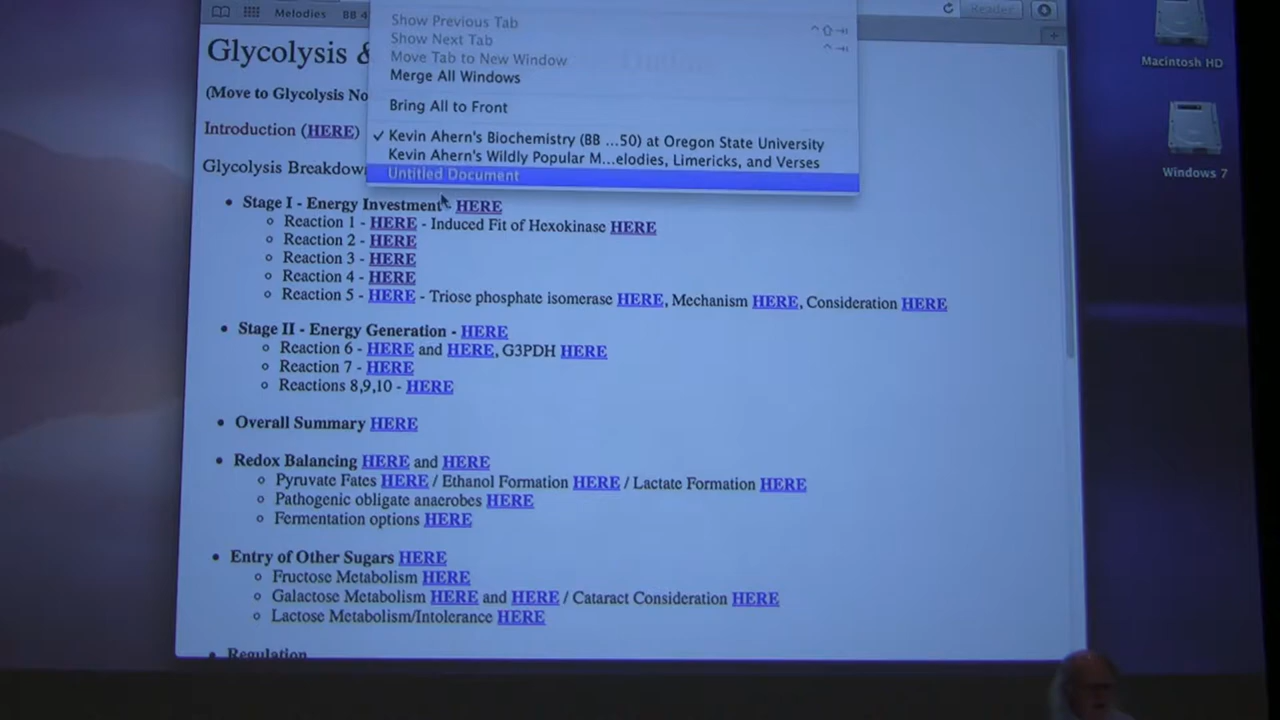 Melodies
BB 4
Reader
Show Previous Tab
Show Next Tab
Move Tab to New Window
Merge All Windows
Bring All to Front
✓ Kevin Ahern's Biochemistry (BB ...50) at Oregon State University
Kevin Ahern's Wildly Popular M...elodies, Limericks, and Verses
Untitled Document
Macintosh HD
Windows 7
Glycolysis &
(Move to Glycolysis No
Introduction (HERE)
Glycolysis Breakdow
• Stage I - Energy Investment - HERE
Reaction 1 - HERE - Induced Fit of Hexokinase HERE
Reaction 2 - HERE
Reaction 3 - HERE
Reaction 4 - HERE
Reaction 5 - HERE - Triose phosphate isomerase HERE, Mechanism HERE, Consideration HERE
• Stage II - Energy Generation - HERE
Reaction 6 - HERE and HERE, G3PDH HERE
Reaction 7 - HERE
Reactions 8,9,10 - HERE
• Overall Summary HERE
• Redox Balancing HERE and HERE
Pyruvate Fates HERE / Ethanol Formation HERE / Lactate Formation HERE
Pathogenic obligate anaerobes HERE
Fermentation options HERE
• Entry of Other Sugars HERE
Fructose Metabolism HERE
Galactose Metabolism HERE and HERE / Cataract Consideration HERE
Lactose Metabolism/Intolerance HERE
• Regulation